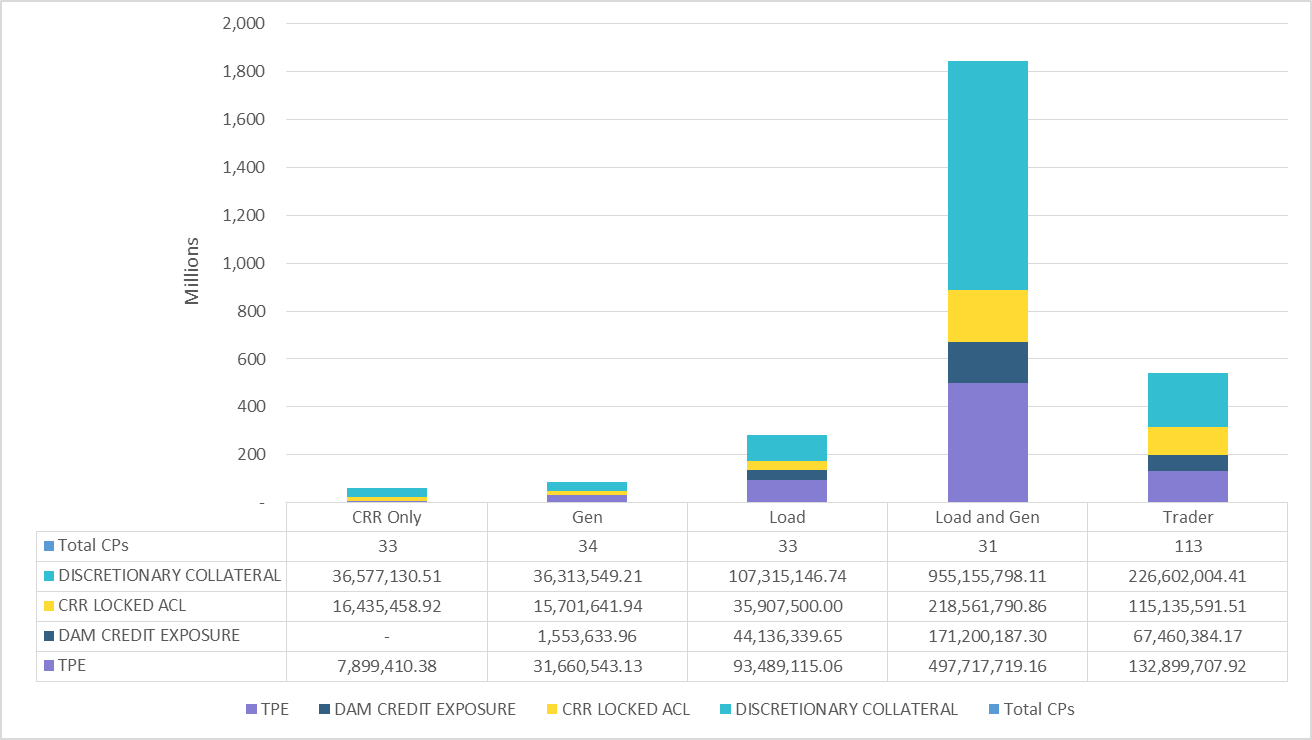 2,000
1,800
1,600
1,400
1,200
1,000
800
600
400
200
-
Millions
CRR Only Gen Load Load and Gen Trader
Total CPs 33 34 33 31 113
DISCRETIONARY COLLATERAL 36,577,130.51 36,313,549.21 107,315,146.74 955,155,798.11 226,602,004.41
CRR LOCKED ACL 16,435,458.92 15,701,641.94 35,907,500.00 218,561,790.86 115,135,591.51
DAM CREDIT EXPOSURE - 1,553,633.96 44,136,339.65 171,200,187.30 67,460,384.17
TPE 7,899,410.38 31,660,543.13 93,489,115.06 497,717,719.16 132,899,707.92
TPE DAM CREDIT EXPOSURE CRR LOCKED ACL DISCRETIONARY COLLATERAL Total CPs